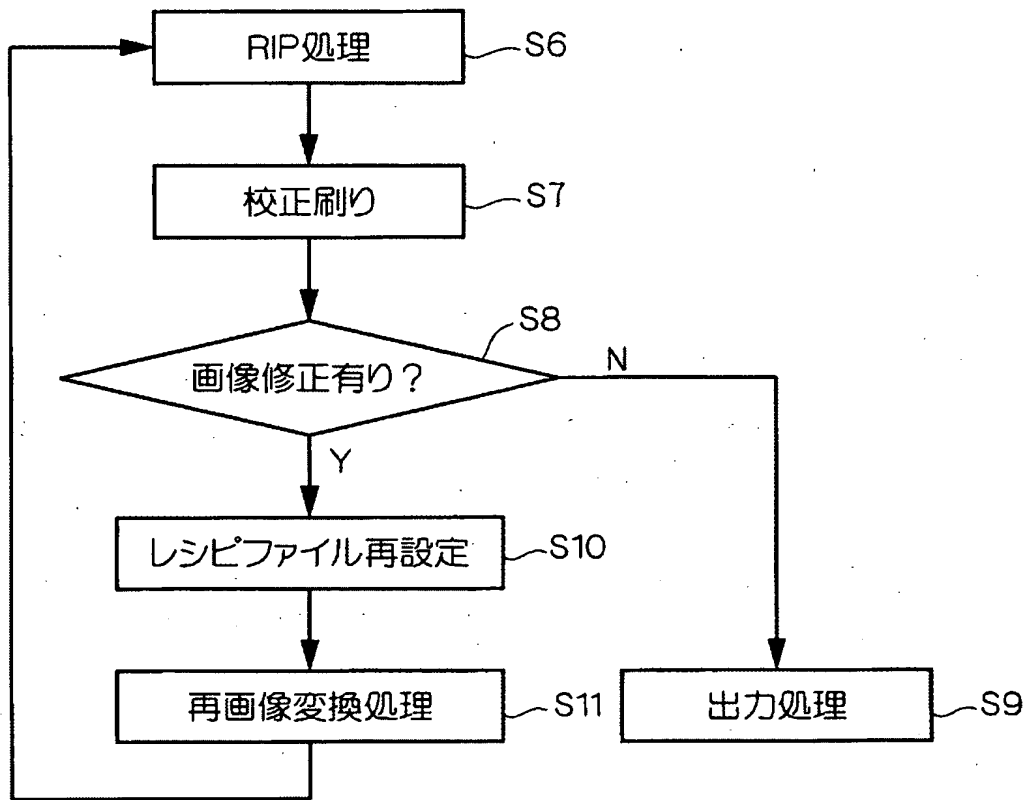 RIP処理
S6
校正刷り
S7
S8
画像修正有り？
N
Y
レシピファイル再設定
S10
再画像変換処理
S11
出力処理
S9